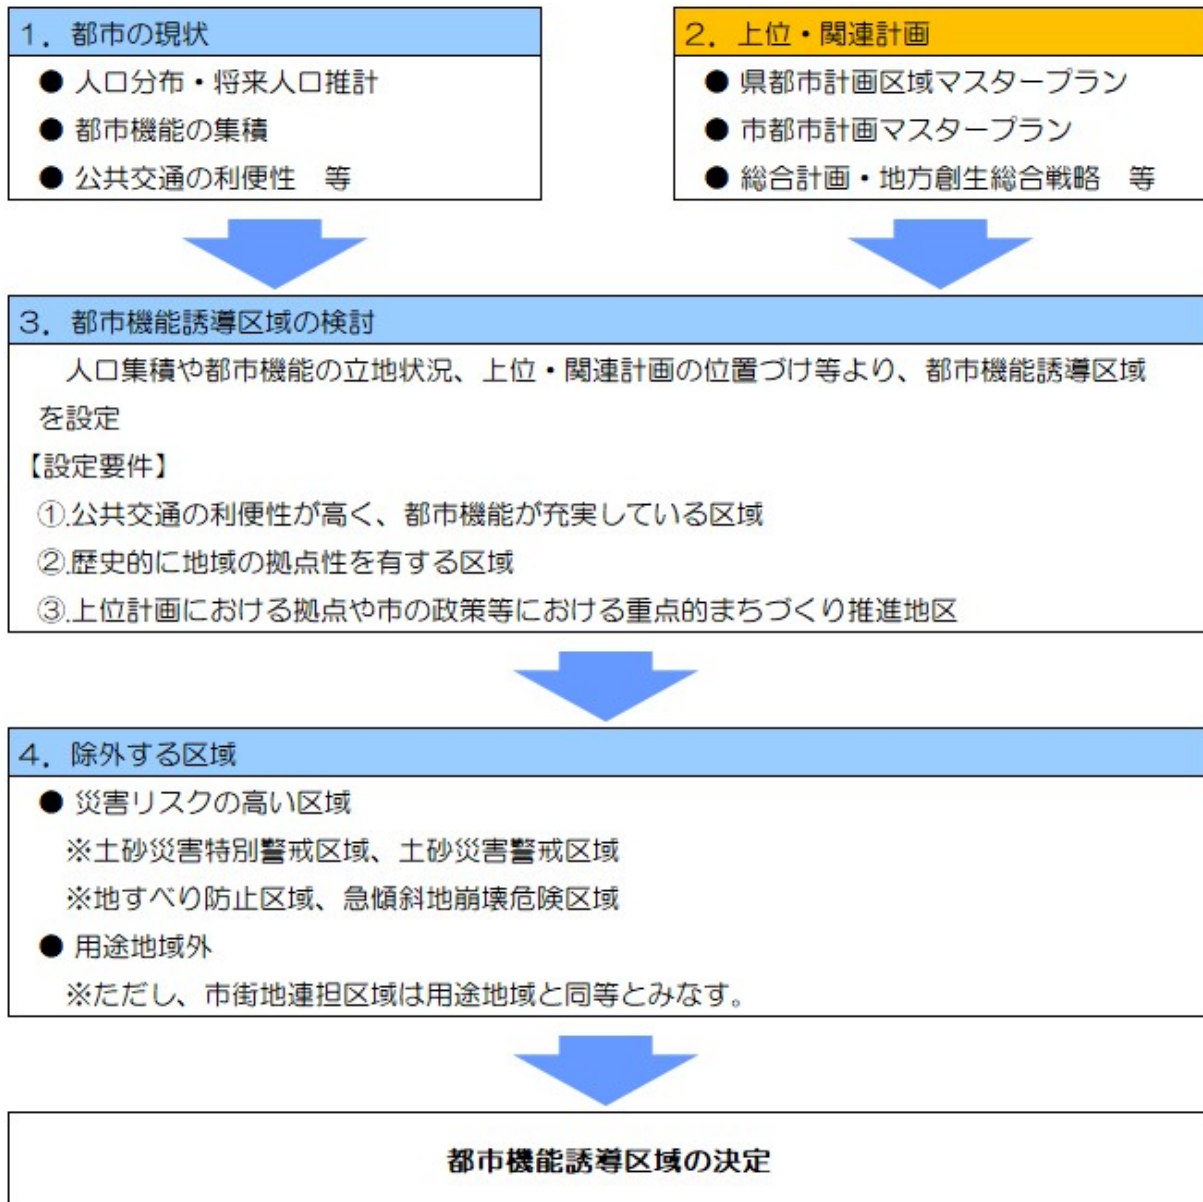 1．都市の現状
● 人口分布・将来人口推計
● 都市機能の集積
● 公共交通の利便性　等
2．上位・関連計画
● 県都市計画区域マスタープラン
● 市都市計画マスタープラン
● 総合計画・地方創生総合戦略　等
3．都市機能誘導区域の検討
人口集積や都市機能の立地状況、上位・関連計画の位置づけ等より、都市機能誘導区域
を設定
【設定要件】
①.公共交通の利便性が高く、都市機能が充実している区域
②.歴史的に地域の拠点性を有する区域
③.上位計画における拠点や市の政策等における重点的まちづくり推進地区
4．除外する区域
● 災害リスクの高い区域
※土砂災害特別警戒区域、土砂災害警戒区域
※地すべり防止区域、急傾斜地崩壊危険区域
● 用途地域外
※ただし、市街地連担区域は用途地域と同等とみなす。
都市機能誘導区域の決定